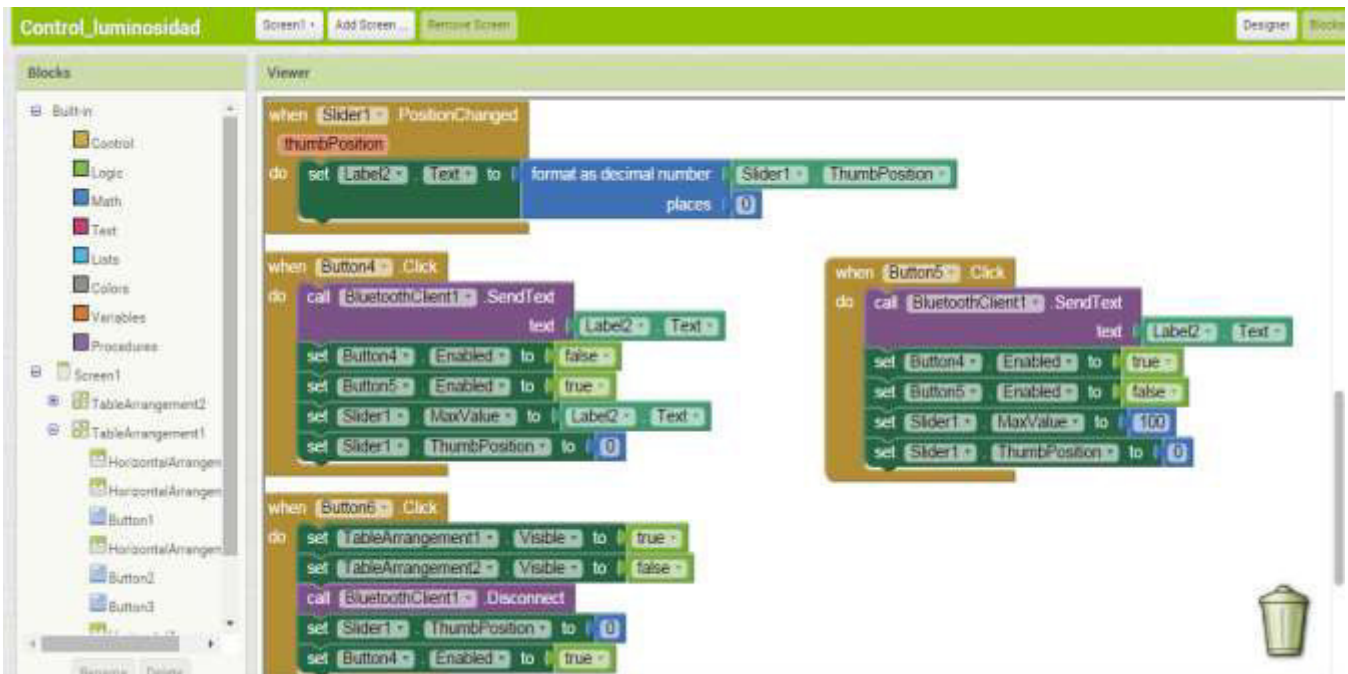 Control_luminosidad
Screen1
Add Screen ...
Remove Screen
Designer
Blocks
Viewer
Blocks
Built-in
Control
Logic
Math
Text
Lists
Colors
Variables
Procedures
Screen1
TableArrangement2
TableArrangement1
HorizontalArrangem
HorizontalArrangem
Button1
HorizontalArrangem
Button2
Button3
Rename Delete
when Slider1 .PositionChanged
thumbPosition
do set Label2 . Text to format as decimal number Slider1 . ThumbPosition
places 0
when Button4 .Click
do call BluetoothClient1 .SendText
text Label2 . Text
set Button4 . Enabled to false
set Button5 . Enabled to true
set Slider1 . MaxValue to Label2 . Text
set Slider1 . ThumbPosition to 0
when Button5 .Click
do call BluetoothClient1 .SendText
text Label2 . Text
set Button4 . Enabled to true
set Button5 . Enabled to false
set Slider1 . MaxValue to 100
set Slider1 . ThumbPosition to 0
when Button6 .Click
do set TableArrangement1 . Visible to true
set TableArrangement2 . Visible to false
call BluetoothClient1 .Disconnect
set Slider1 . ThumbPosition to 0
set Button4 . Enabled to true